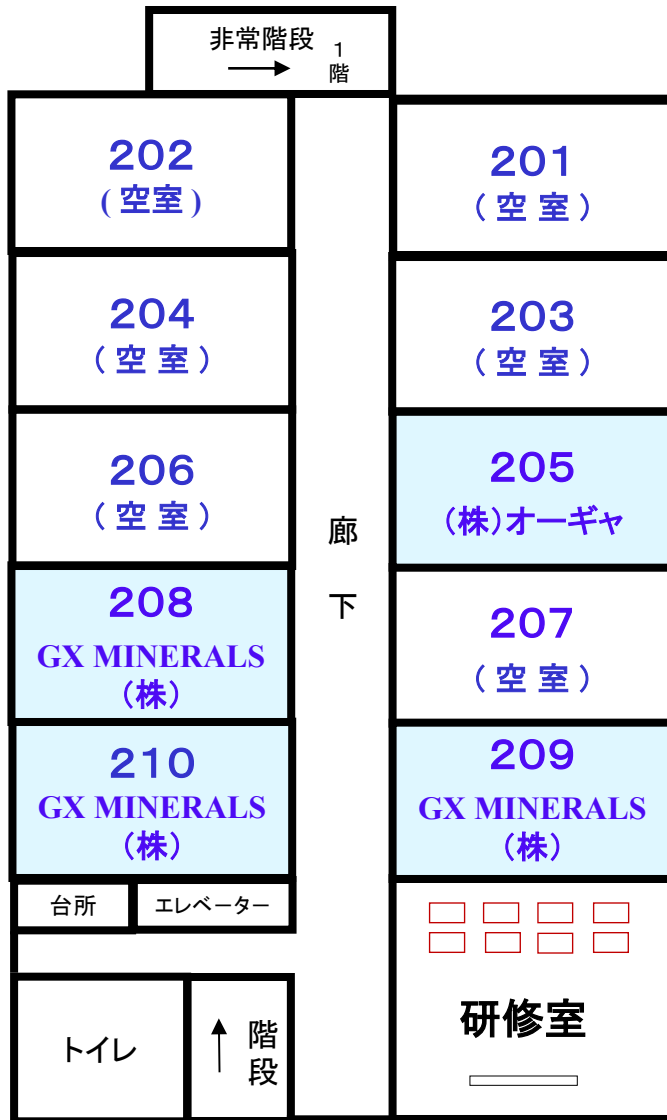 非常階段 1階
202
(空室)
201
(空室)
204
(空室)
203
(空室)
206
(空室)
205
(株)オーギャ
廊下
208
GX MINERALS
(株)
207
(空室)
210
GX MINERALS
(株)
209
GX MINERALS
(株)
台所
エレベーター
トイレ
階段
研修室